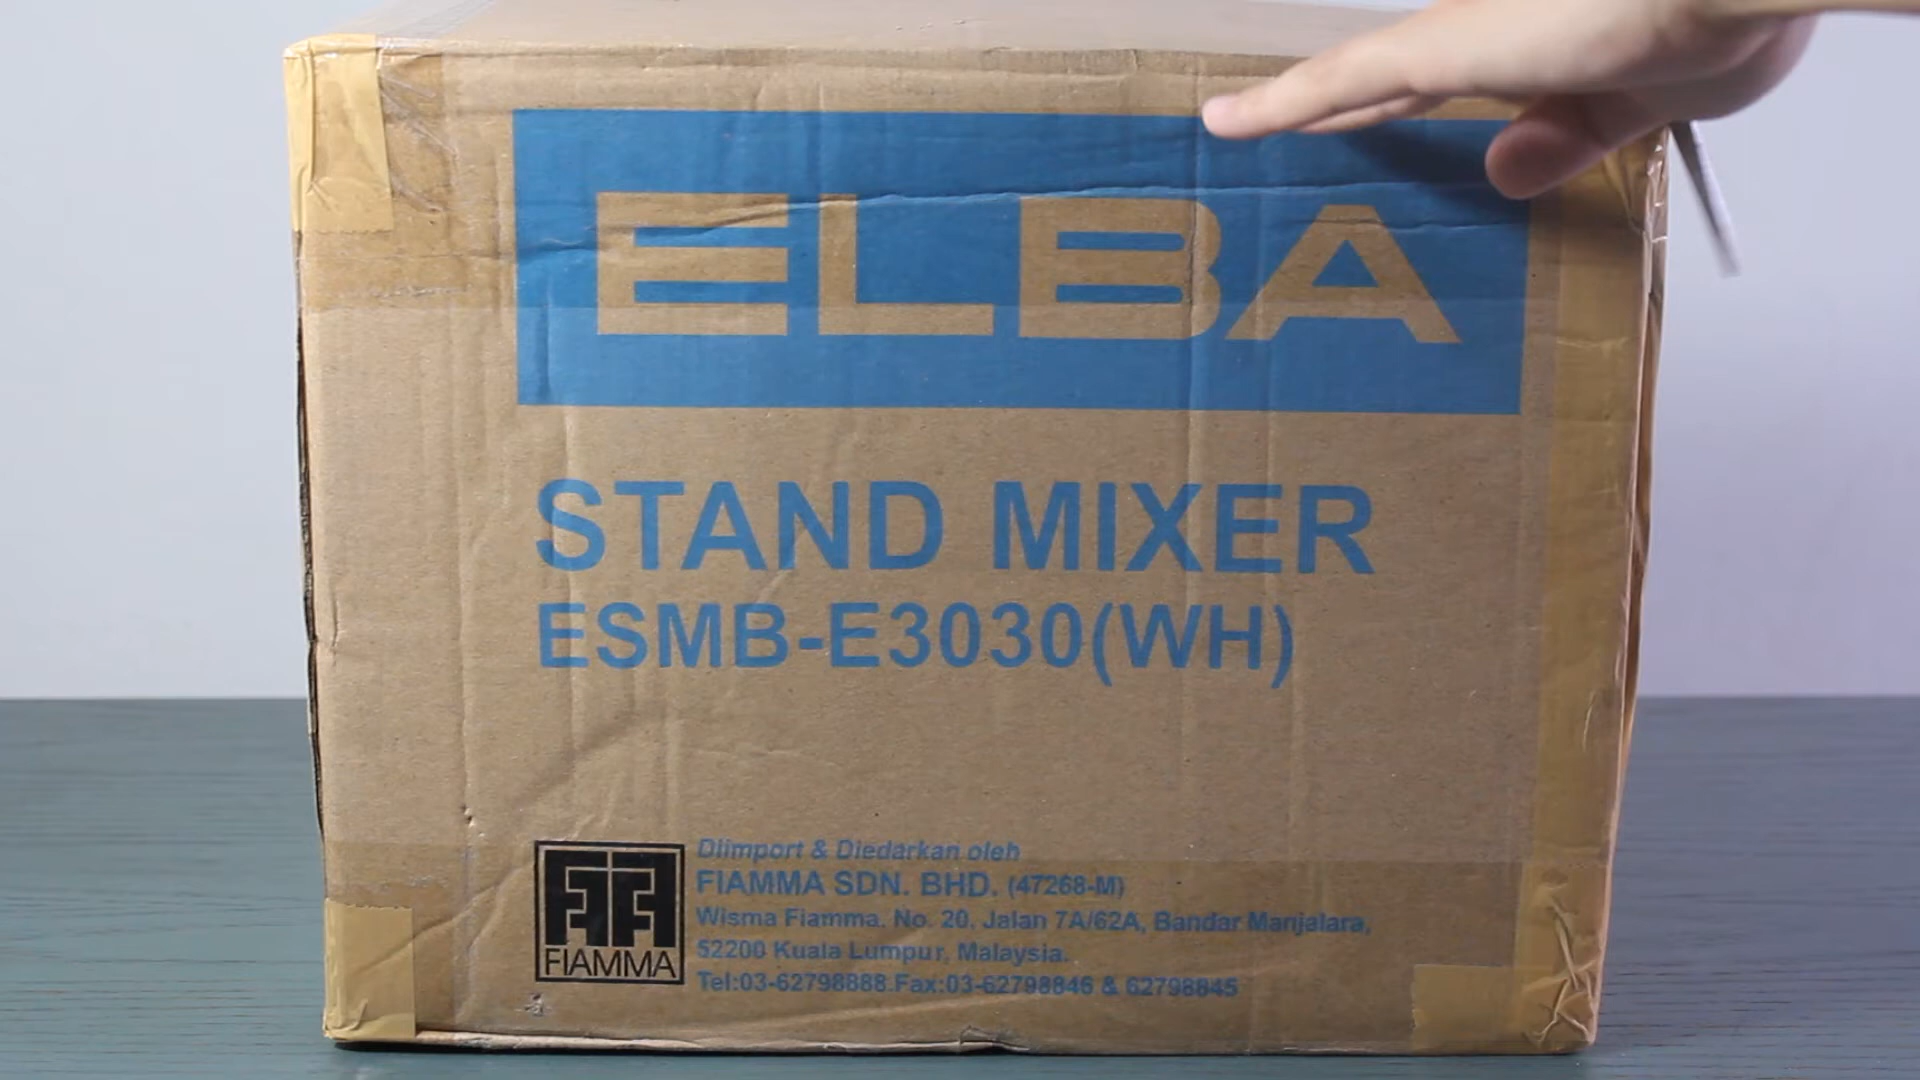 ELBA
STAND MIXER
ESMB-E3030(WH)
FIAMMA
Diimport & Diedarkan oleh
FIAMMA SDN. BHD. (47268-M)
Wisma Fiamma, No. 20, Jalan 7A/62A, Bandar Manjalara,
52200 Kuala Lumpur, Malaysia.
Tel:03-62798888.Fax:03-62798846 & 62798845